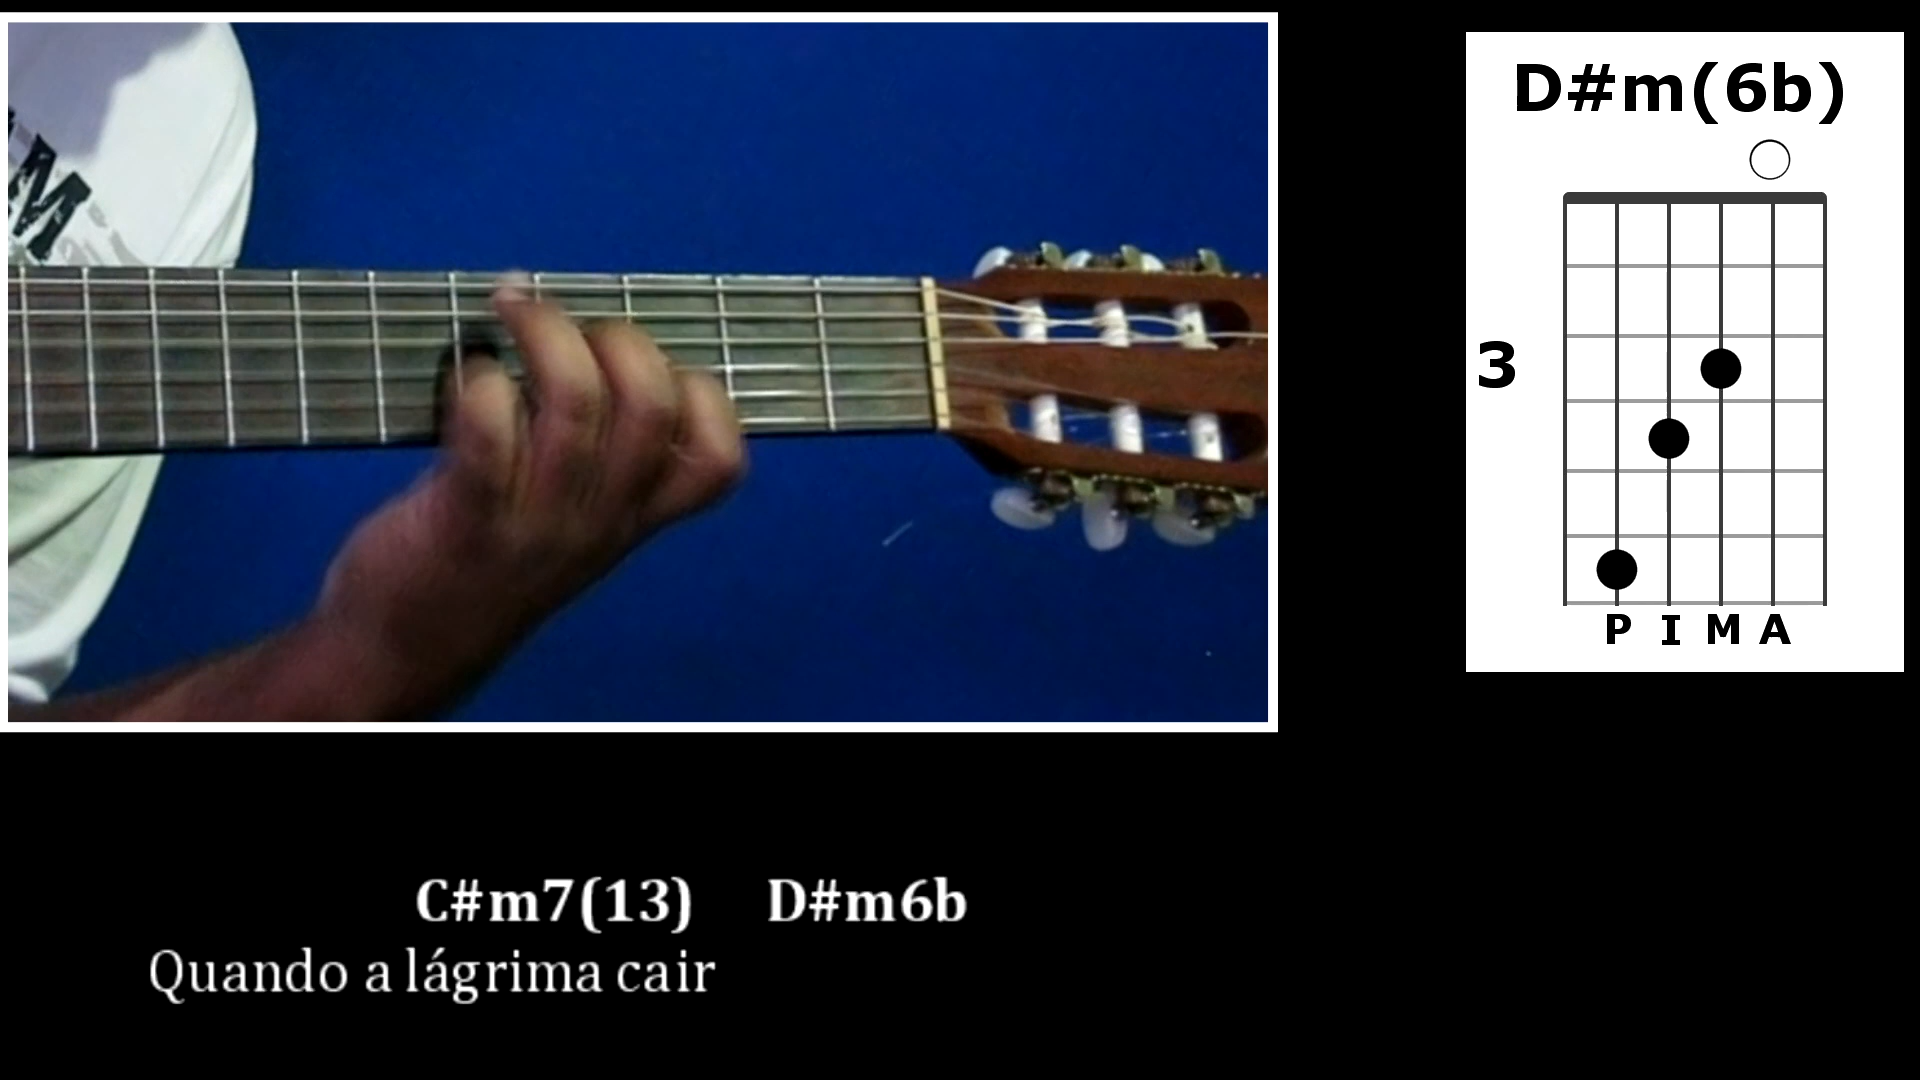 D#m(6b)
3
P I M A
C#m7(13) D#m6b
Quando a lágrima cair